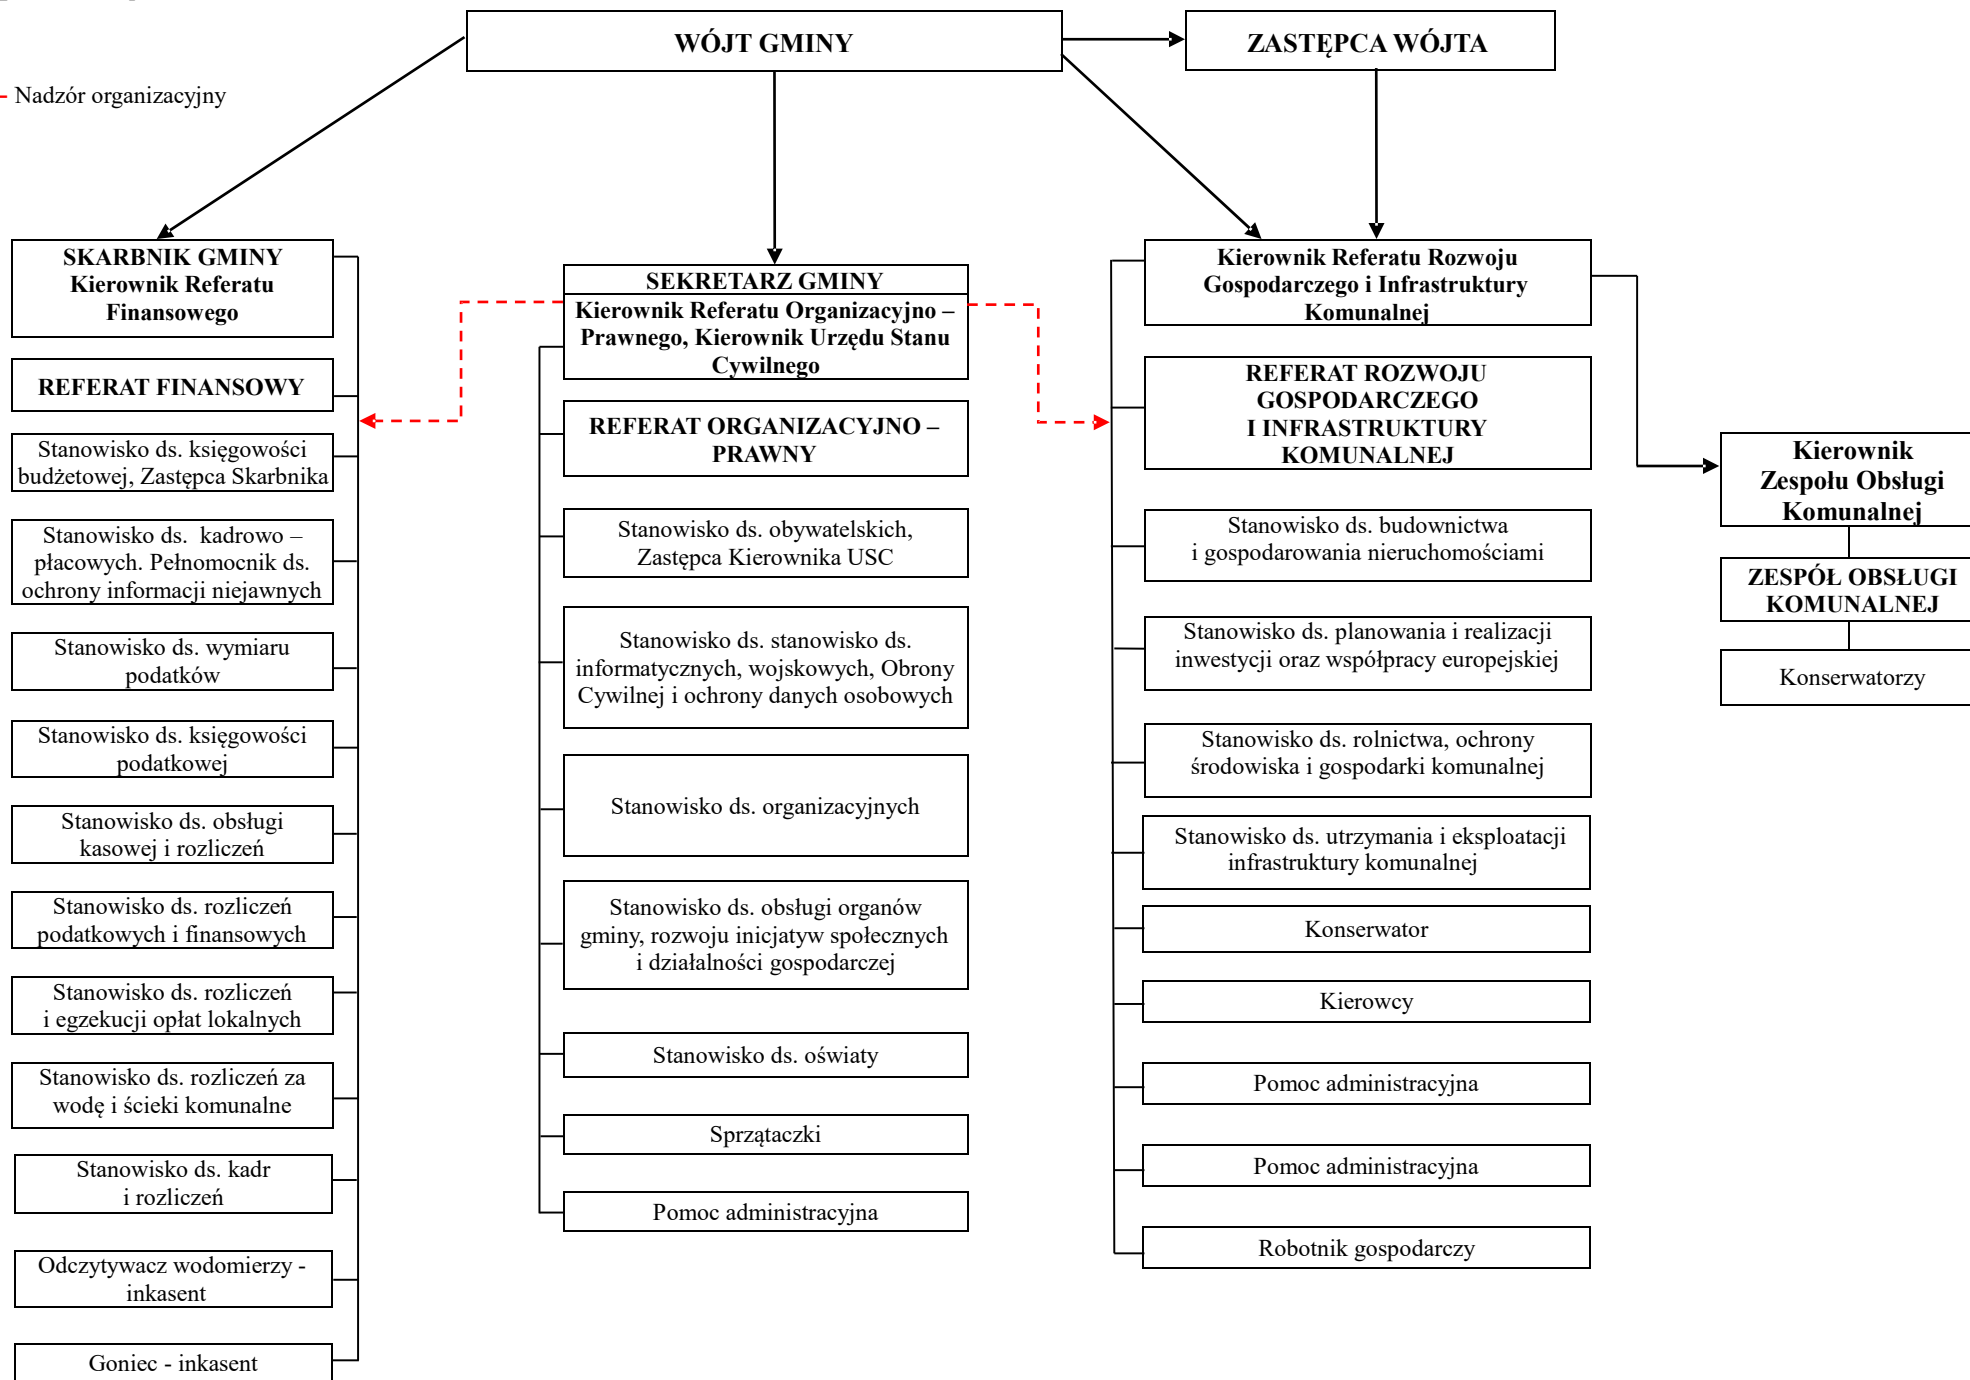 WÓJT GMINY
ZASTĘPCA WÓJTA
- Nadzór organizacyjny
SKARBNIK GMINY
Kierownik Referatu
Finansowego
REFERAT FINANSOWY
Stanowisko ds. księgowości
budżetowej, Zastępca Skarbnika
Stanowisko ds. kadrowo –
płacowych. Pełnomocnik ds.
ochrony informacji niejawnych
Stanowisko ds. wymiaru
podatków
Stanowisko ds. księgowości
podatkowej
Stanowisko ds. obsługi
kasowej i rozliczeń
Stanowisko ds. rozliczeń
podatkowych i finansowych
Stanowisko ds. rozliczeń
i egzekucji opłat lokalnych
Stanowisko ds. rozliczeń za
wodę i ścieki komunalne
Stanowisko ds. kadr
i rozliczeń
Odczytywacz wodomierzy -
inkasent
Goniec - inkasent
SEKRETARZ GMINY
Kierownik Referatu Organizacyjno –
Prawnego, Kierownik Urzędu Stanu
Cywilnego
REFERAT ORGANIZACYJNO –
PRAWNY
Stanowisko ds. obywatelskich,
Zastępca Kierownika USC
Stanowisko ds. stanowisko ds.
informatycznych, wojskowych, Obrony
Cywilnej i ochrony danych osobowych
Stanowisko ds. organizacyjnych
Stanowisko ds. obsługi organów
gminy, rozwoju inicjatyw społecznych
i działalności gospodarczej
Stanowisko ds. oświaty
Sprzątaczki
Pomoc administracyjna
Kierownik Referatu Rozwoju
Gospodarczego i Infrastruktury
Komunalnej
REFERAT ROZWOJU
GOSPODARCZEGO
I INFRASTRUKTURY
KOMUNALNEJ
Stanowisko ds. budownictwa
i gospodarowania nieruchomościami
Stanowisko ds. planowania i realizacji
inwestycji oraz współpracy europejskiej
Stanowisko ds. rolnictwa, ochrony
środowiska i gospodarki komunalnej
Stanowisko ds. utrzymania i eksploatacji
infrastruktury komunalnej
Konserwator
Kierowcy
Pomoc administracyjna
Pomoc administracyjna
Robotnik gospodarczy
Kierownik
Zespołu Obsługi
Komunalnej
ZESPÓŁ OBSŁUGI
KOMUNALNEJ
Konserwatorzy